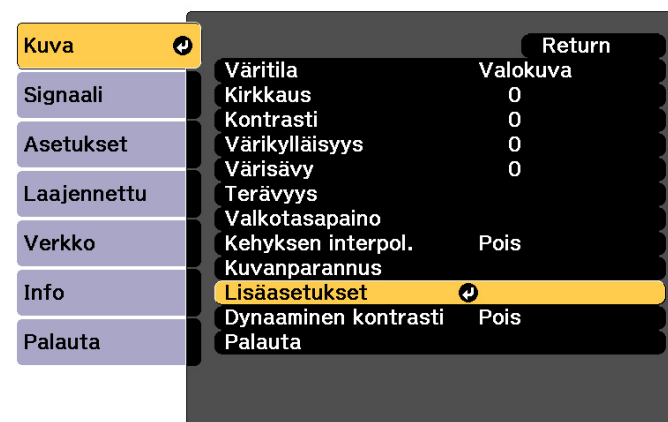 Kuva
Signaali
Asetukset
Laajennettu
Verkko
Info
Palauta
Return
Väritila Valokuva
Kirkkaus 0
Kontrasti 0
Värikylläisyys 0
Värisävy 0
Terävyys
Valkotasapaino
Kehyksen interpol. Pois
Kuvanparannus
Lisäasetukset
Dynaaminen kontrasti Pois
Palauta